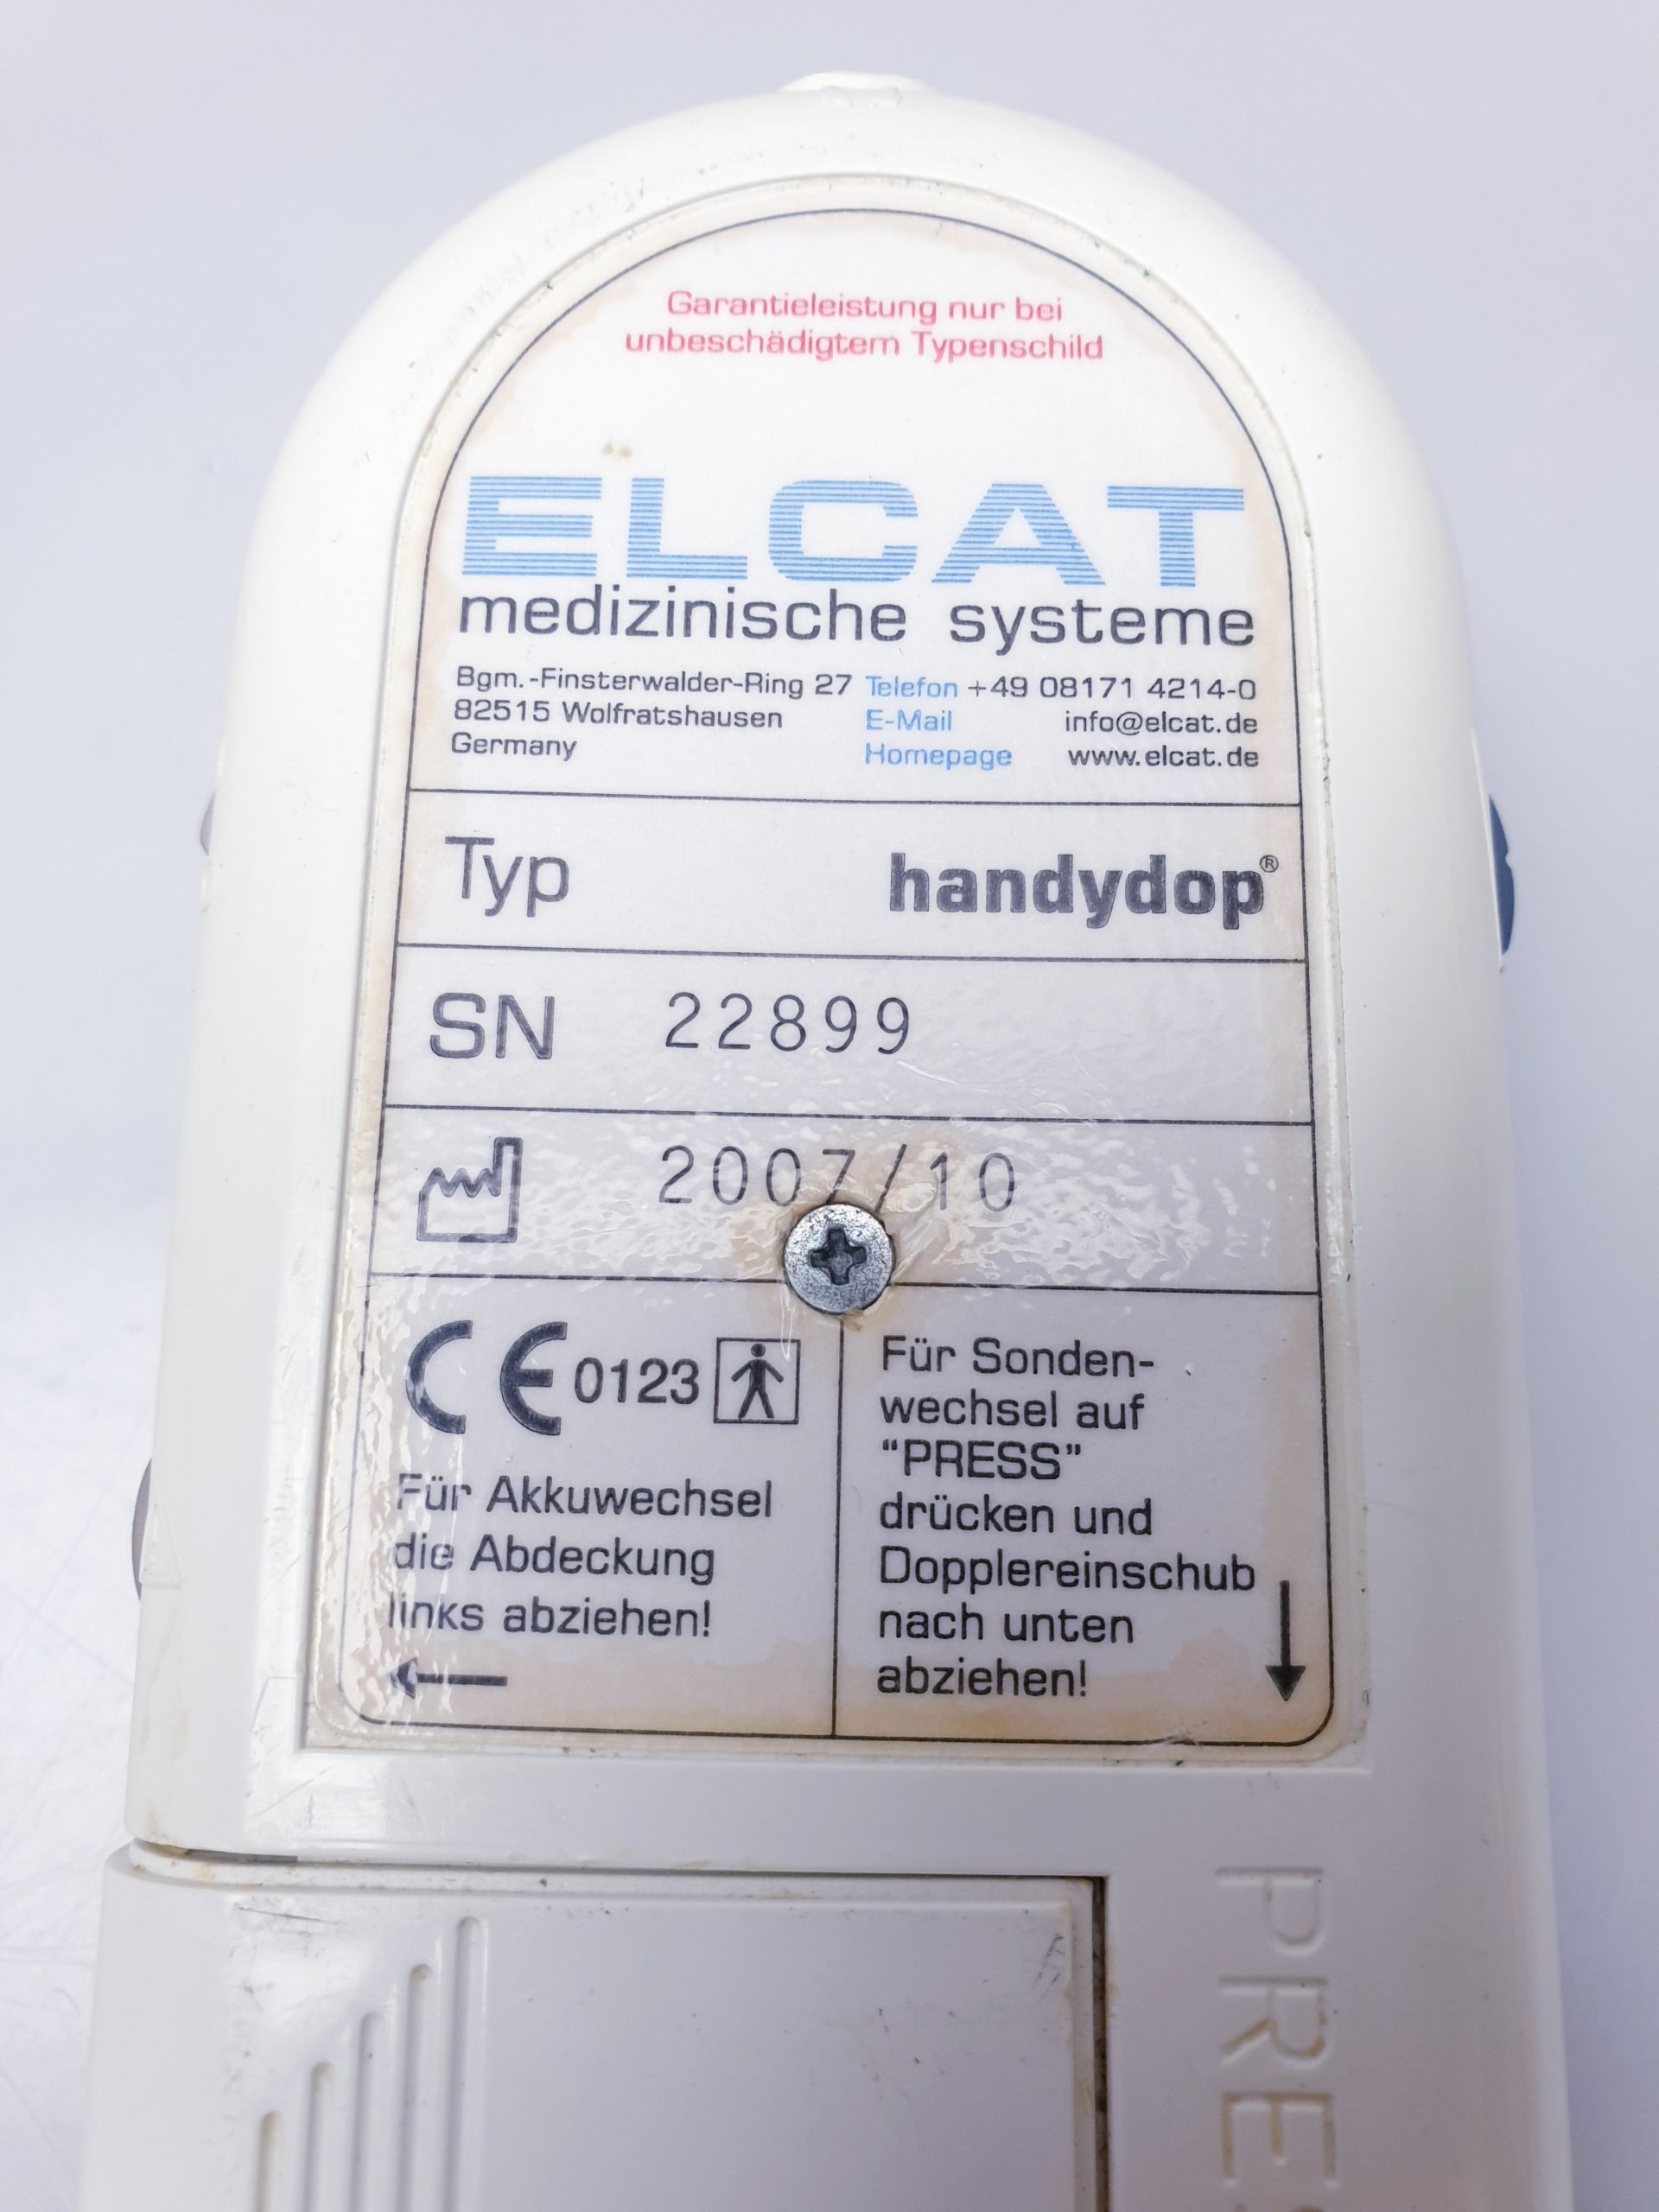 Garantieleistung nur bei
unbeschädigtem Typenschild
ELCAT
medizinische systeme
Bgm.-Finsterwalder-Ring 27
82515 Wolfratshausen
Germany
Telefon +49 08171 4214-0
E-Mail info@elcat.de
Homepage www.elcat.de
Typ handydop®
SN 22899
2007/10
CE 0123
Für Akkuwechsel
die Abdeckung
links abziehen!
Für Sonden-
wechsel auf
"PRESS"
drücken und
Dopplereinschub
nach unten
abziehen!